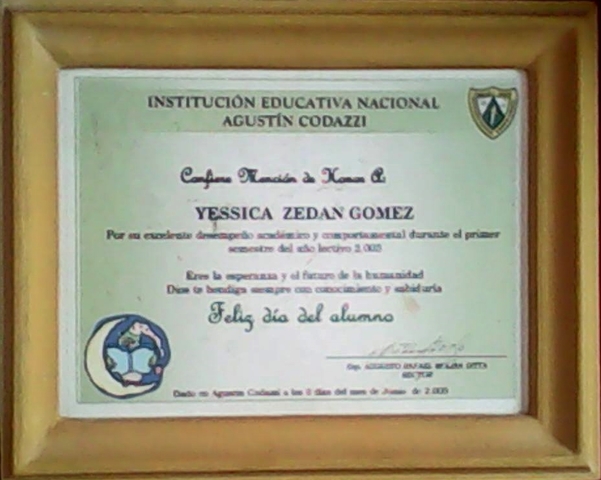 INSTITUCIÓN EDUCATIVA NACIONAL
AGUSTÍN CODAZZI
Confiere Mención de Honor A:
YESSICA ZEDAN GOMEZ
Por su excelente desempeño académico y comportamental durante el primer
semestre del año lectivo 2.005
Eres la esperanza y el futuro de la humanidad
Dios te bendiga siempre con conocimiento y sabiduría
Feliz día del alumno
Esp. AUGUSTO RAFAEL
RECTOR
Dado en Agustín Codazzi a los días del mes de Junio de 2.005